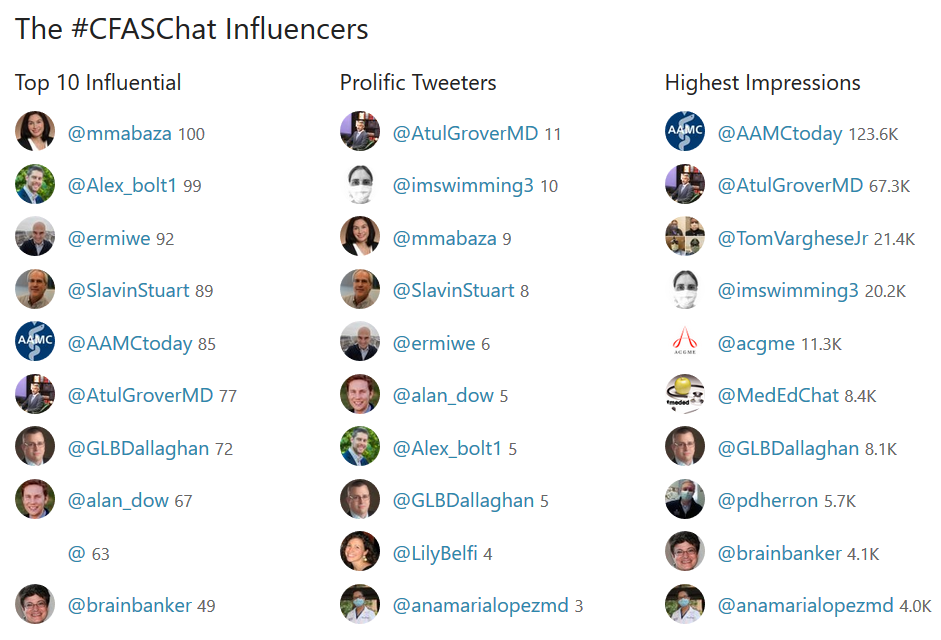 The #CFASChat Influencers
Top 10 Influential
@mmabaza 100
@Alex_bolt1 99
@ermiwe 92
@SlavinStuart 89
AAMC
@AAMCtoday 85
@AtulGroverMD 77
@GLBDallaghan 72
@alan_dow 67
@ 63
@brainbanker 49
Prolific Tweeters
@AtulGroverMD 11
@imswimming3 10
@mmabaza 9
@SlavinStuart 8
@ermiwe 6
@alan_dow 5
@Alex_bolt1 5
@GLBDallaghan 5
@LilyBelfi 4
@anamarialopezmd 3
Highest Impressions
AAMC
@AAMCtoday 123.6K
@AtulGroverMD 67.3K
@TomVargheseJr 21.4K
@imswimming3 20.2K
ACGME
@acgme 11.3K
#meded
@MedEdChat 8.4K
@GLBDallaghan 8.1K
@pdherron 5.7K
@brainbanker 4.1K
@anamarialopezmd 4.0K